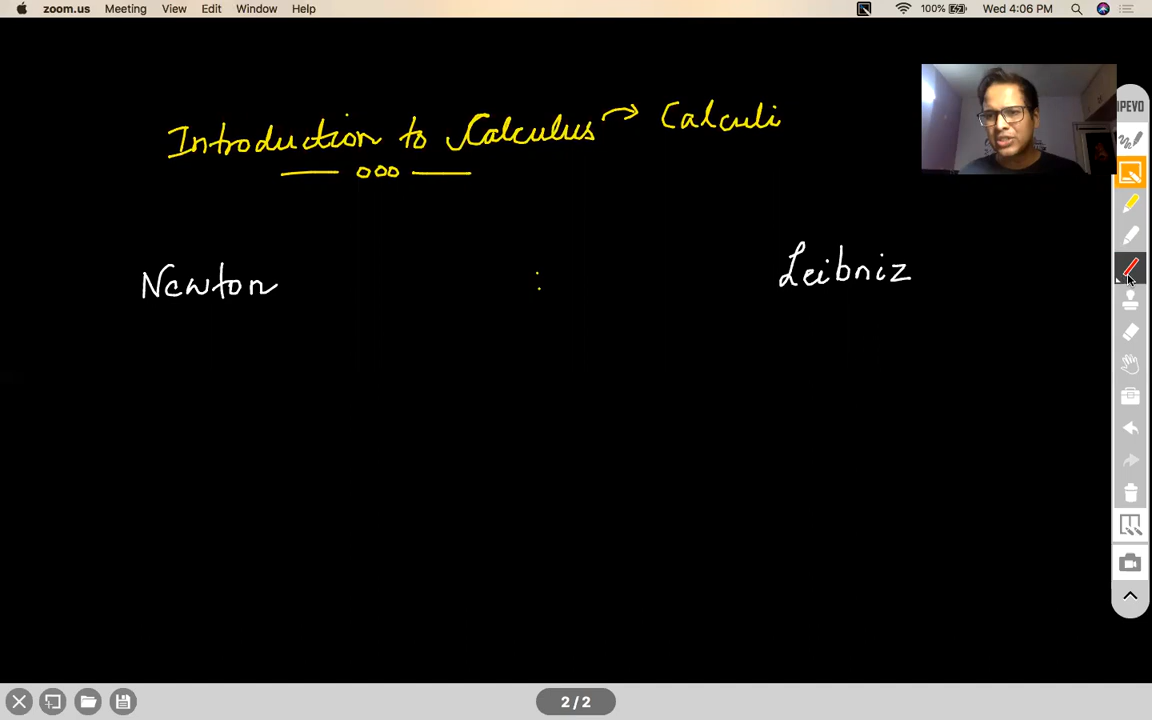 zoom.us Meeting View Edit Window Help 100% Wed 4:06 PM
IPEVO
Introduction to Calculus → Calculi
Newton : Leibniz
2 / 2